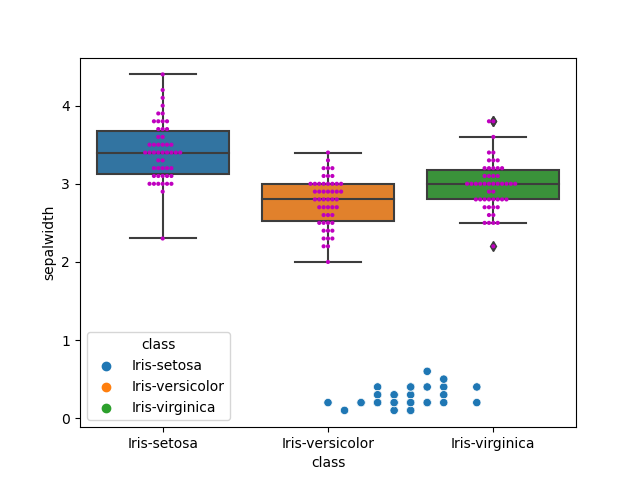 4
3
2
1
0
sepalwidth
class
Iris-setosa
Iris-versicolor
Iris-virginica
Iris-setosa
Iris-versicolor
Iris-virginica
class